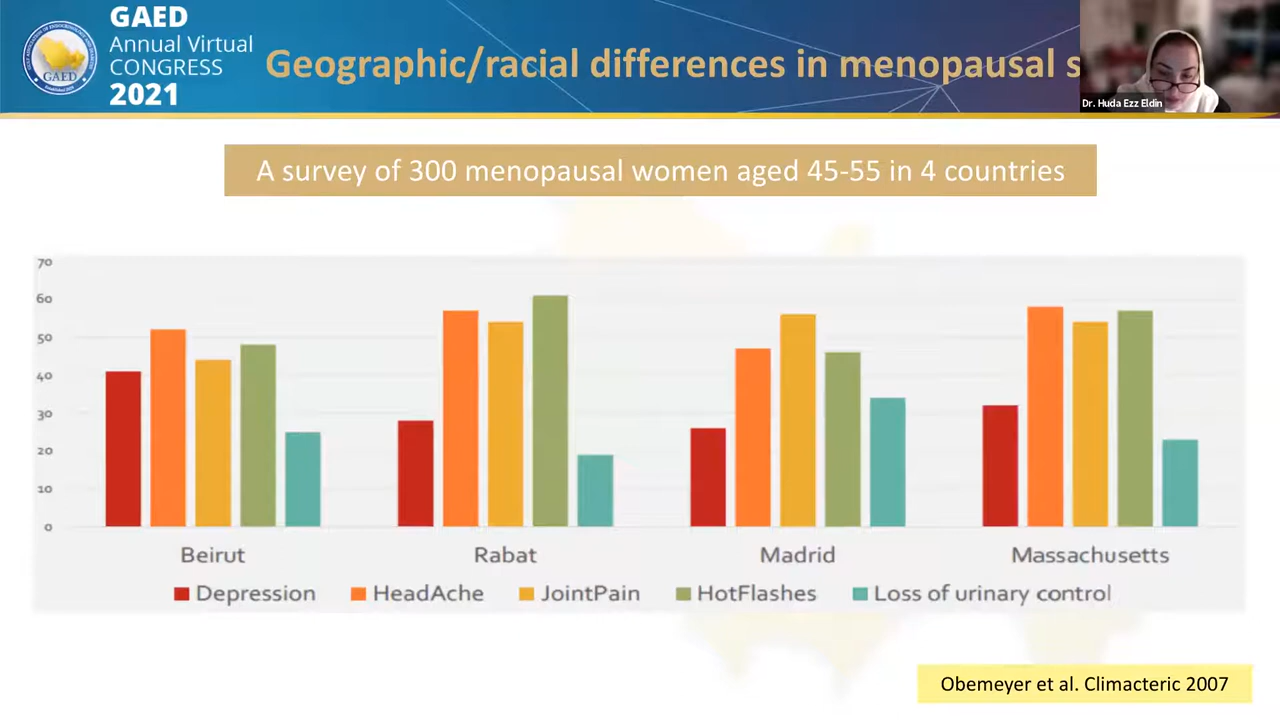 GAED
Annual Virtual
CONGRESS
2021
GAED
Geographic/racial differences in menopausal s
Dr. Huda Ezz Eldin
A survey of 300 menopausal women aged 45-55 in 4 countries
70
60
50
40
30
20
10
0
Beirut Rabat Madrid Massachusetts
Depression HeadAche JointPain HotFlashes Loss of urinary control
Obemeyer et al. Climacteric 2007